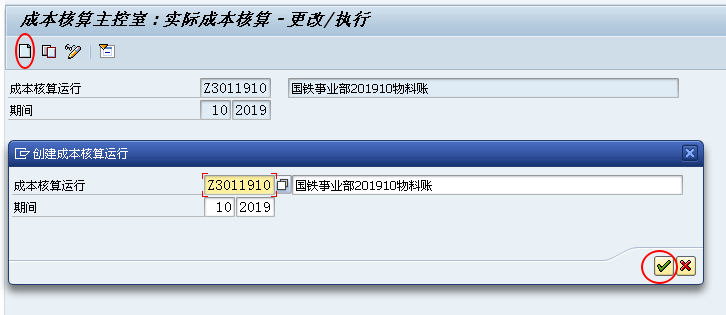 成本核算主控室：实际成本核算 - 更改/执行
成本核算运行 Z3011910 国铁事业部201910物料账
期间 10 2019
创建成本核算运行
成本核算运行 Z3011910 国铁事业部201910物料账
期间 10 2019